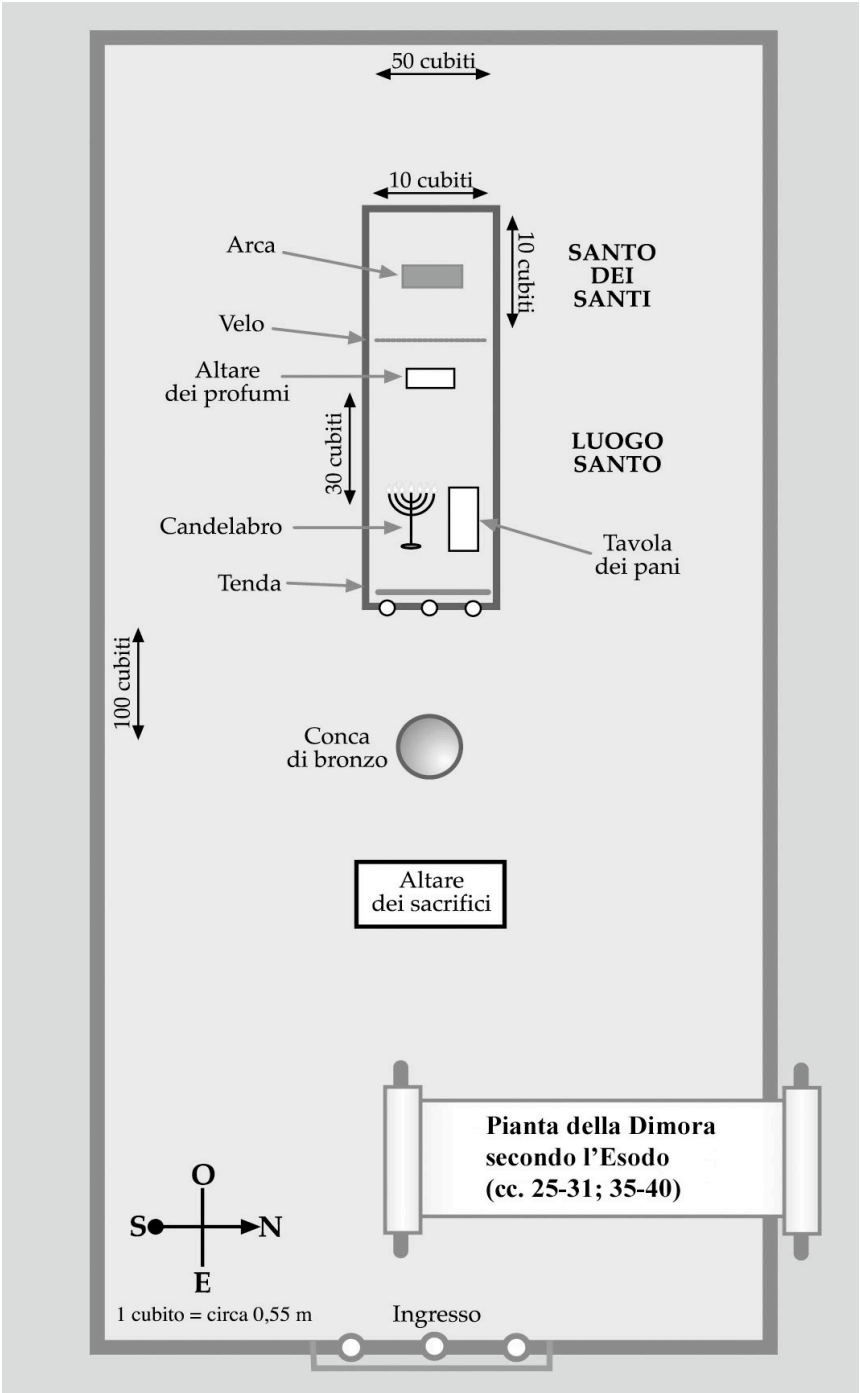 50 cubiti
10 cubiti
Arca
10 cubiti
SANTO
DEI
SANTI
Velo
Altare
dei profumi
30 cubiti
LUOGO
SANTO
Candelabro
Tavola
dei pani
Tenda
100 cubiti
Conca
di bronzo
Altare
dei sacrifici
Pianta della Dimora
secondo l’Esodo
(cc. 25-31; 35-40)
O
S N
E
1 cubito = circa 0,55 m
Ingresso